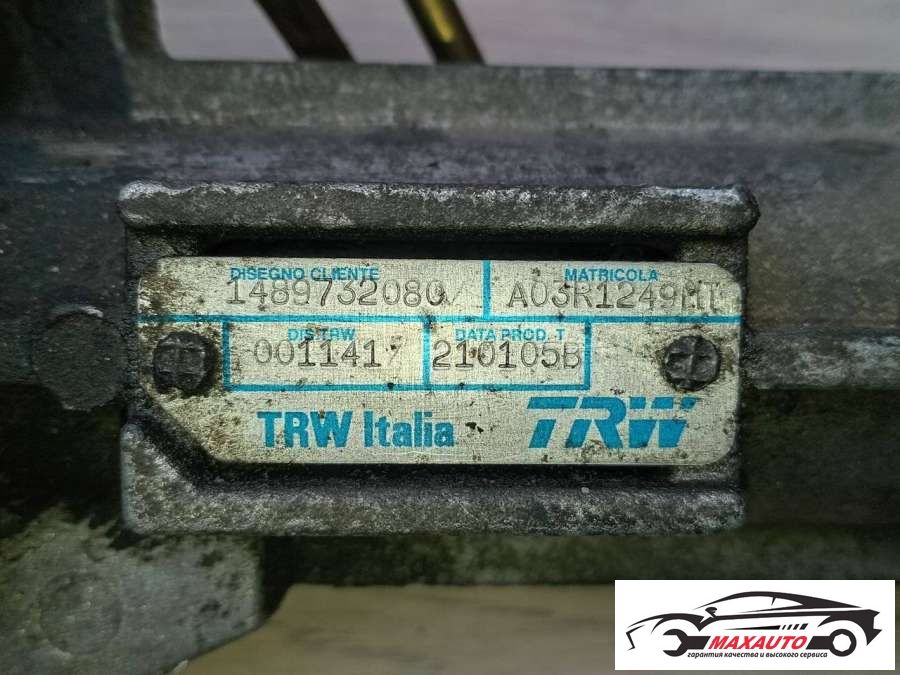 DISEGNO CLIENTE MATRICOLA
1489732080/ A03R1249MT
DIS.TRW DATA PROD. T
001141 210105B
TRW Italia TRW
MAXAUTO
гарантия качества и высокого сервиса